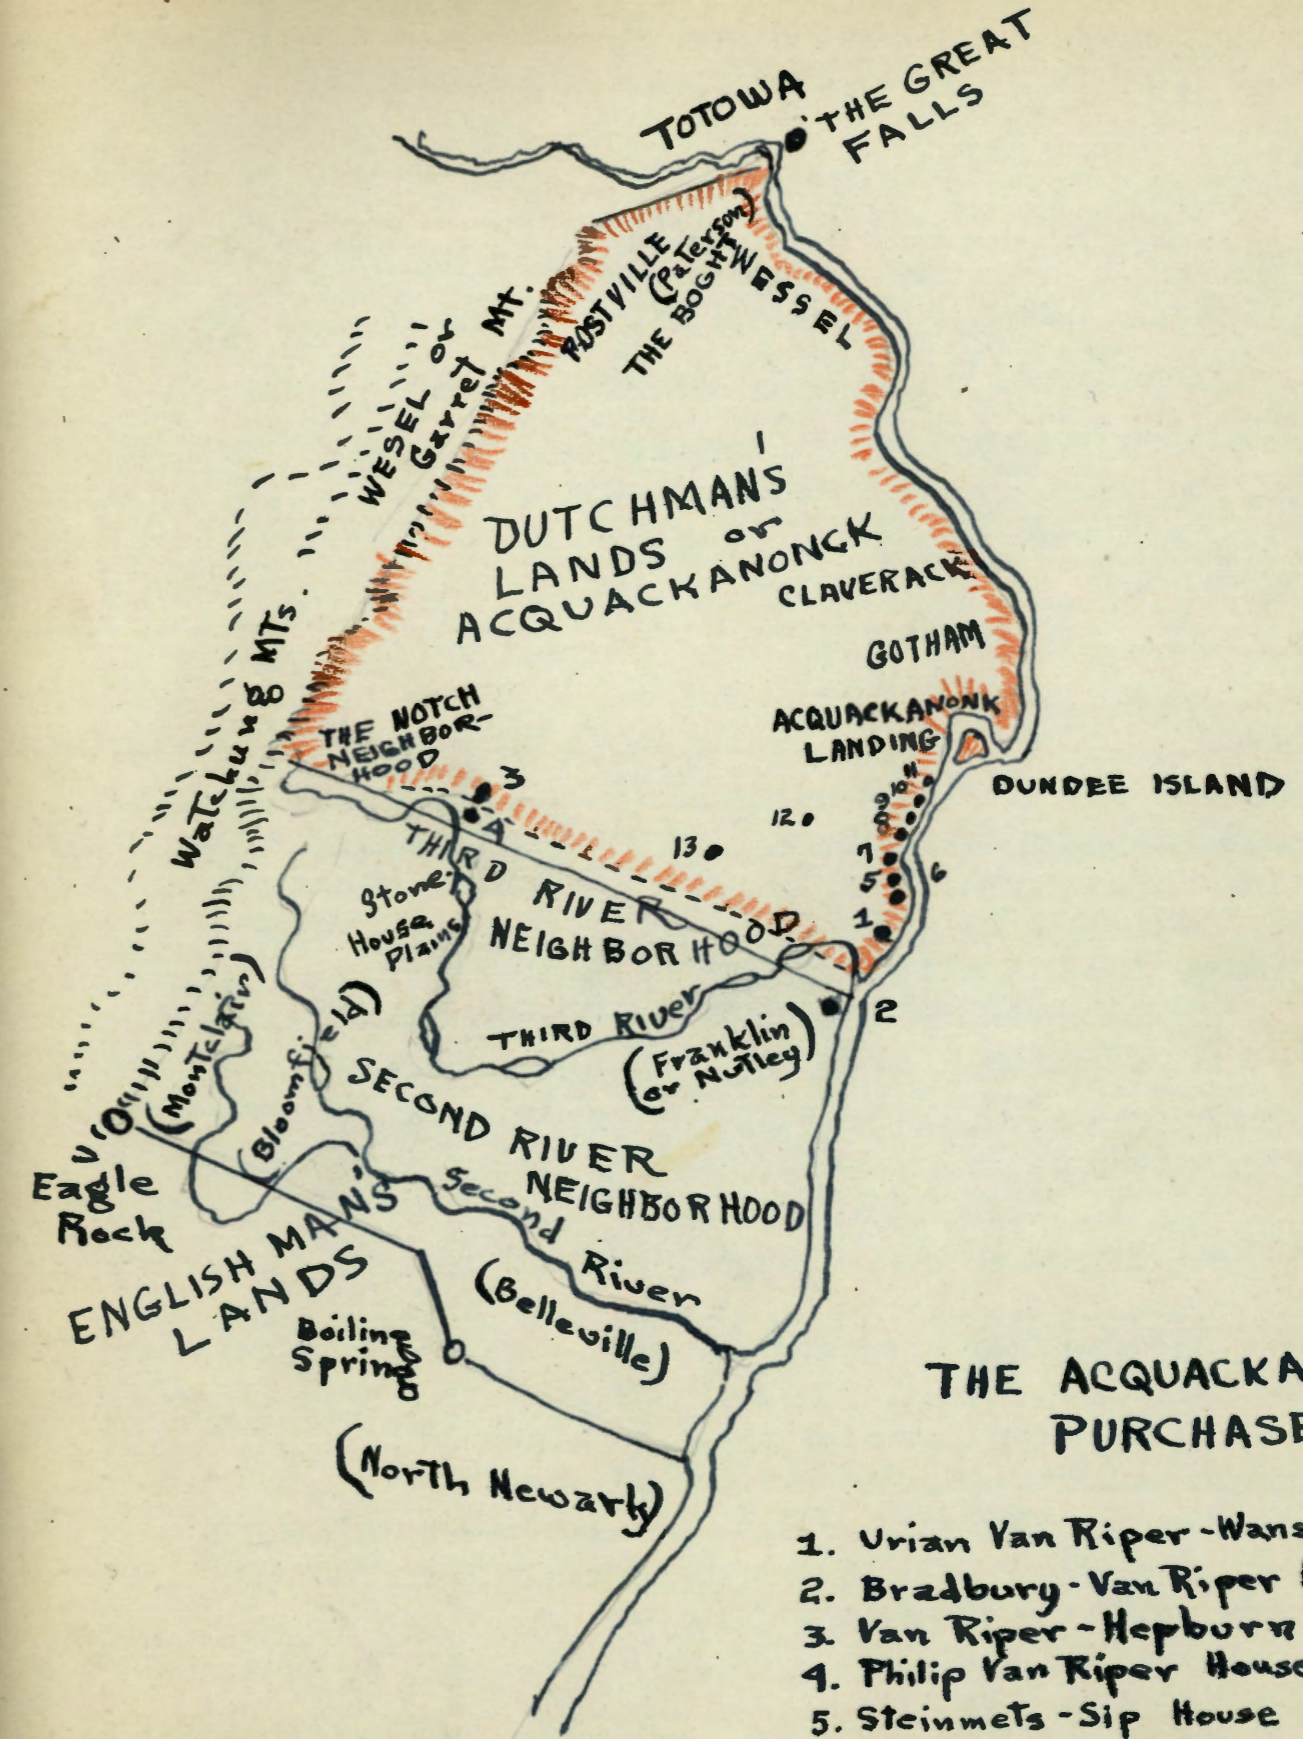 TOTOWA
THE GREAT
FALLS
POSTVILLE
(Paterson)
THE BOGHT
WESSEL
WESEL or
Garret Mt.
DUTCHMAN'S
LANDS or
ACQUACKANONCK
CLAVERACK
GOTHAM
ACQUACKANONK
LANDING
DUNDEE ISLAND
Watchung MTs.
THE NOTCH
NEIGHBOR-
HOOD
3
4
11
10
9
8
12
13
7
5
6
1
2
THIRD RIVER
NEIGHBORHOOD
Stone
House
Plains
THIRD River
(Franklin
or Nutley)
(Montclair)
(Bloomfield)
SECOND RIVER
NEIGHBORHOOD
Second River
Eagle
Rock
ENGLISHMAN'S
LANDS
(Belleville)
Boiling
Spring
(North Newark)
THE ACQUACKA
PURCHASE
1. Urian Van Riper-Wans
2. Bradbury-Van Riper
3. Van Riper-Hepburn
4. Philip Van Riper House
5. Steinmets-Sip House